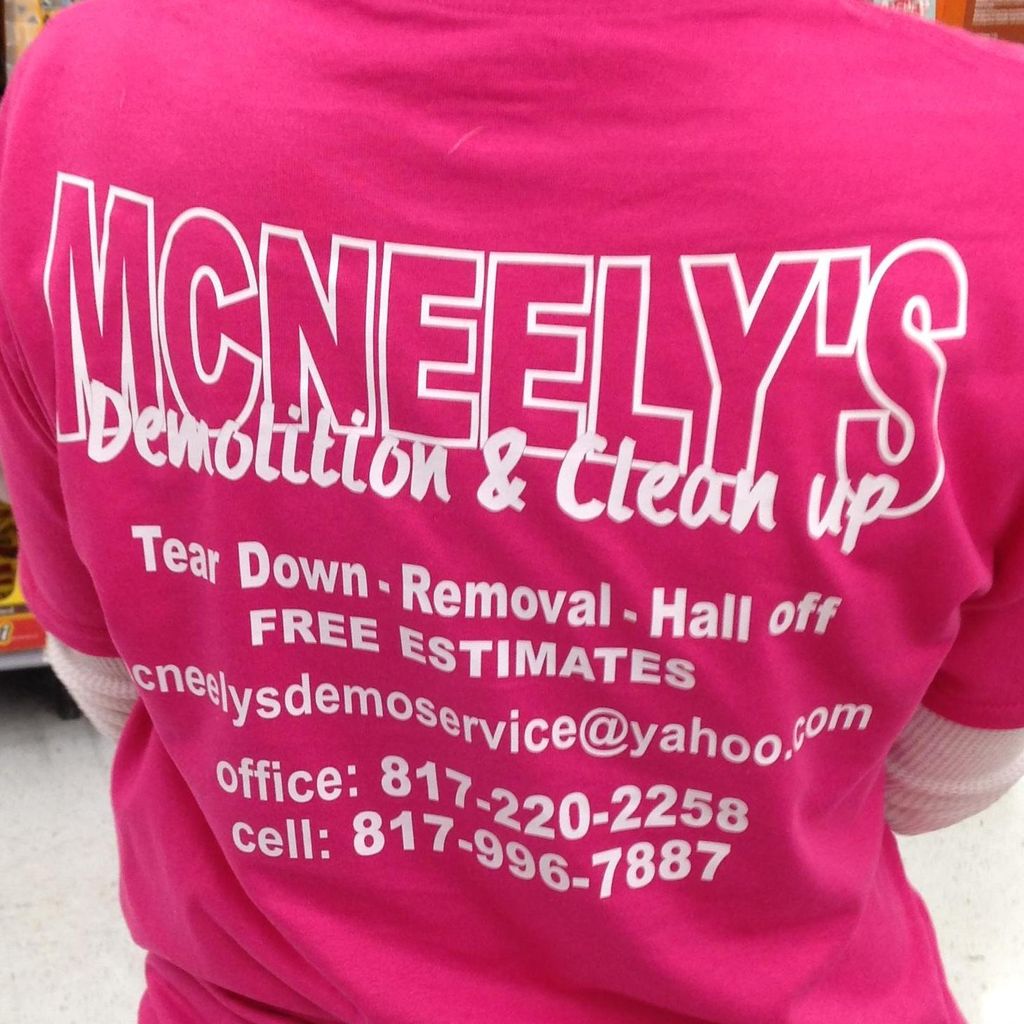 MCNEELY'S
Demolition & Clean up
Tear Down - Removal - Hall off
FREE ESTIMATES
cneelysdemoservice@yahoo.com
office: 817-220-2258
cell: 817-996-7887